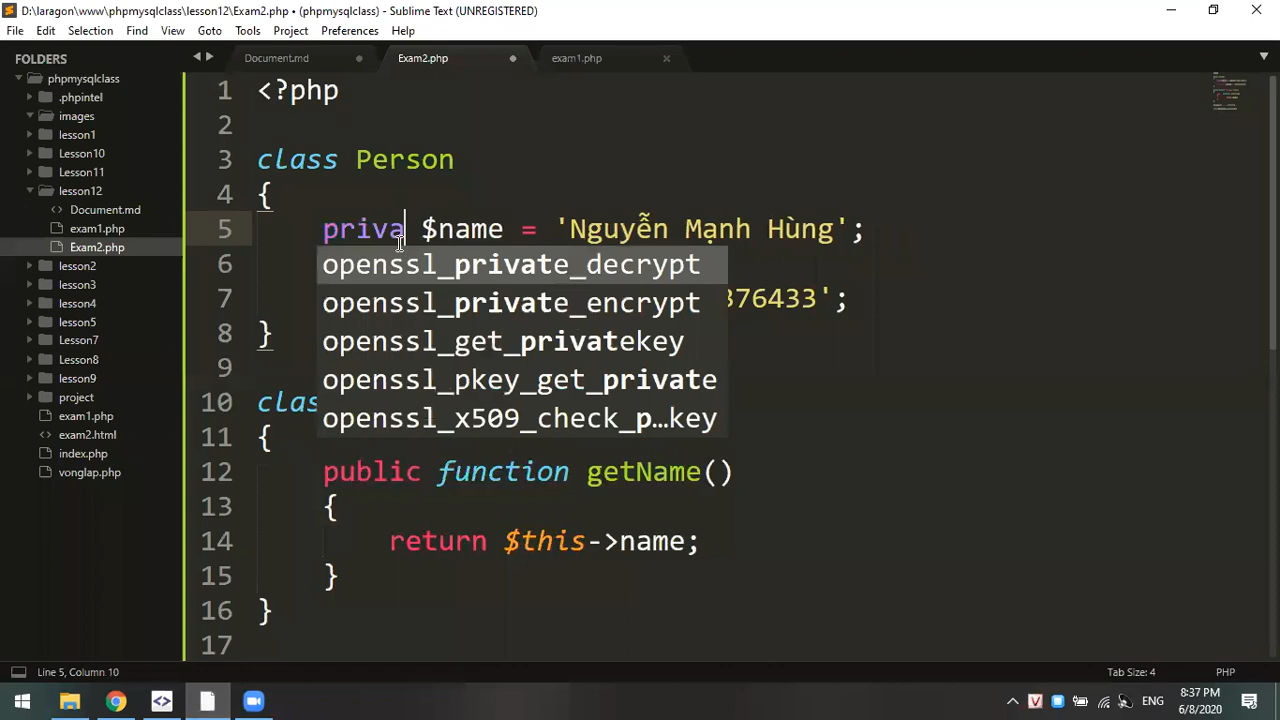 D:\laragon\www\phpmysqlclass\lesson12\Exam2.php • (phpmysqlclass) - Sublime Text (UNREGISTERED)
File Edit Selection Find View Goto Tools Project Preferences Help
FOLDERS
phpmysqlclass
.phpintel
images
lesson1
Lesson10
Lesson11
lesson12
Document.md
exam1.php
Exam2.php
lesson2
lesson3
lesson4
lesson5
Lesson7
Lesson8
lesson9
project
exam1.php
exam2.html
index.php
vonglap.php
Document.md Exam2.php exam1.php
1 <?php
2
3 class Person
4 {
5 priva $name = 'Nguyễn Mạnh Hùng';
6
7 376433';
8 }
9
10 clas
11 {
12 public function getName()
13 {
14 return $this->name;
15 }
16 }
17
openssl_private_decrypt
openssl_private_encrypt
openssl_get_privatekey
openssl_pkey_get_private
openssl_x509_check_p…key
Line 5, Column 10 Tab Size: 4 PHP
V ENG 8:37 PM
6/8/2020